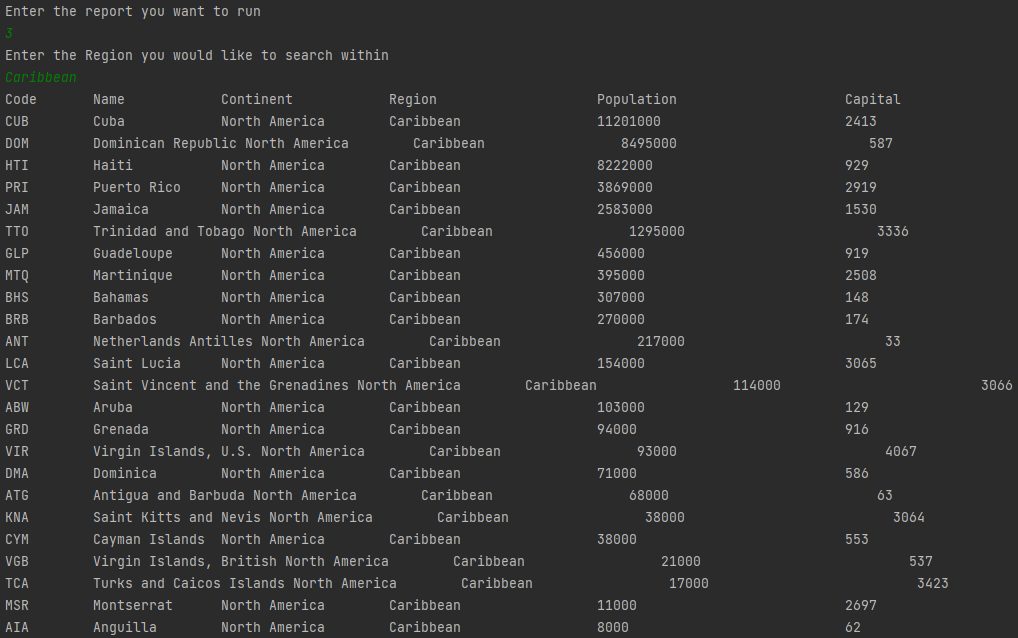 Enter the report you want to run
3
Enter the Region you would like to search within
Caribbean
Code Name Continent Region Population Capital
CUB Cuba North America Caribbean 11201000 2413
DOM Dominican Republic North America Caribbean 8495000 587
HTI Haiti North America Caribbean 8222000 929
PRI Puerto Rico North America Caribbean 3869000 2919
JAM Jamaica North America Caribbean 2583000 1530
TTO Trinidad and Tobago North America Caribbean 1295000 3336
GLP Guadeloupe North America Caribbean 456000 919
MTQ Martinique North America Caribbean 395000 2508
BHS Bahamas North America Caribbean 307000 148
BRB Barbados North America Caribbean 270000 174
ANT Netherlands Antilles North America Caribbean 217000 33
LCA Saint Lucia North America Caribbean 154000 3065
VCT Saint Vincent and the Grenadines North America Caribbean 114000 3066
ABW Aruba North America Caribbean 103000 129
GRD Grenada North America Caribbean 94000 916
VIR Virgin Islands, U.S. North America Caribbean 93000 4067
DMA Dominica North America Caribbean 71000 586
ATG Antigua and Barbuda North America Caribbean 68000 63
KNA Saint Kitts and Nevis North America Caribbean 38000 3064
CYM Cayman Islands North America Caribbean 38000 553
VGB Virgin Islands, British North America Caribbean 21000 537
TCA Turks and Caicos Islands North America Caribbean 17000 3423
MSR Montserrat North America Caribbean 11000 2697
AIA Anguilla North America Caribbean 8000 62